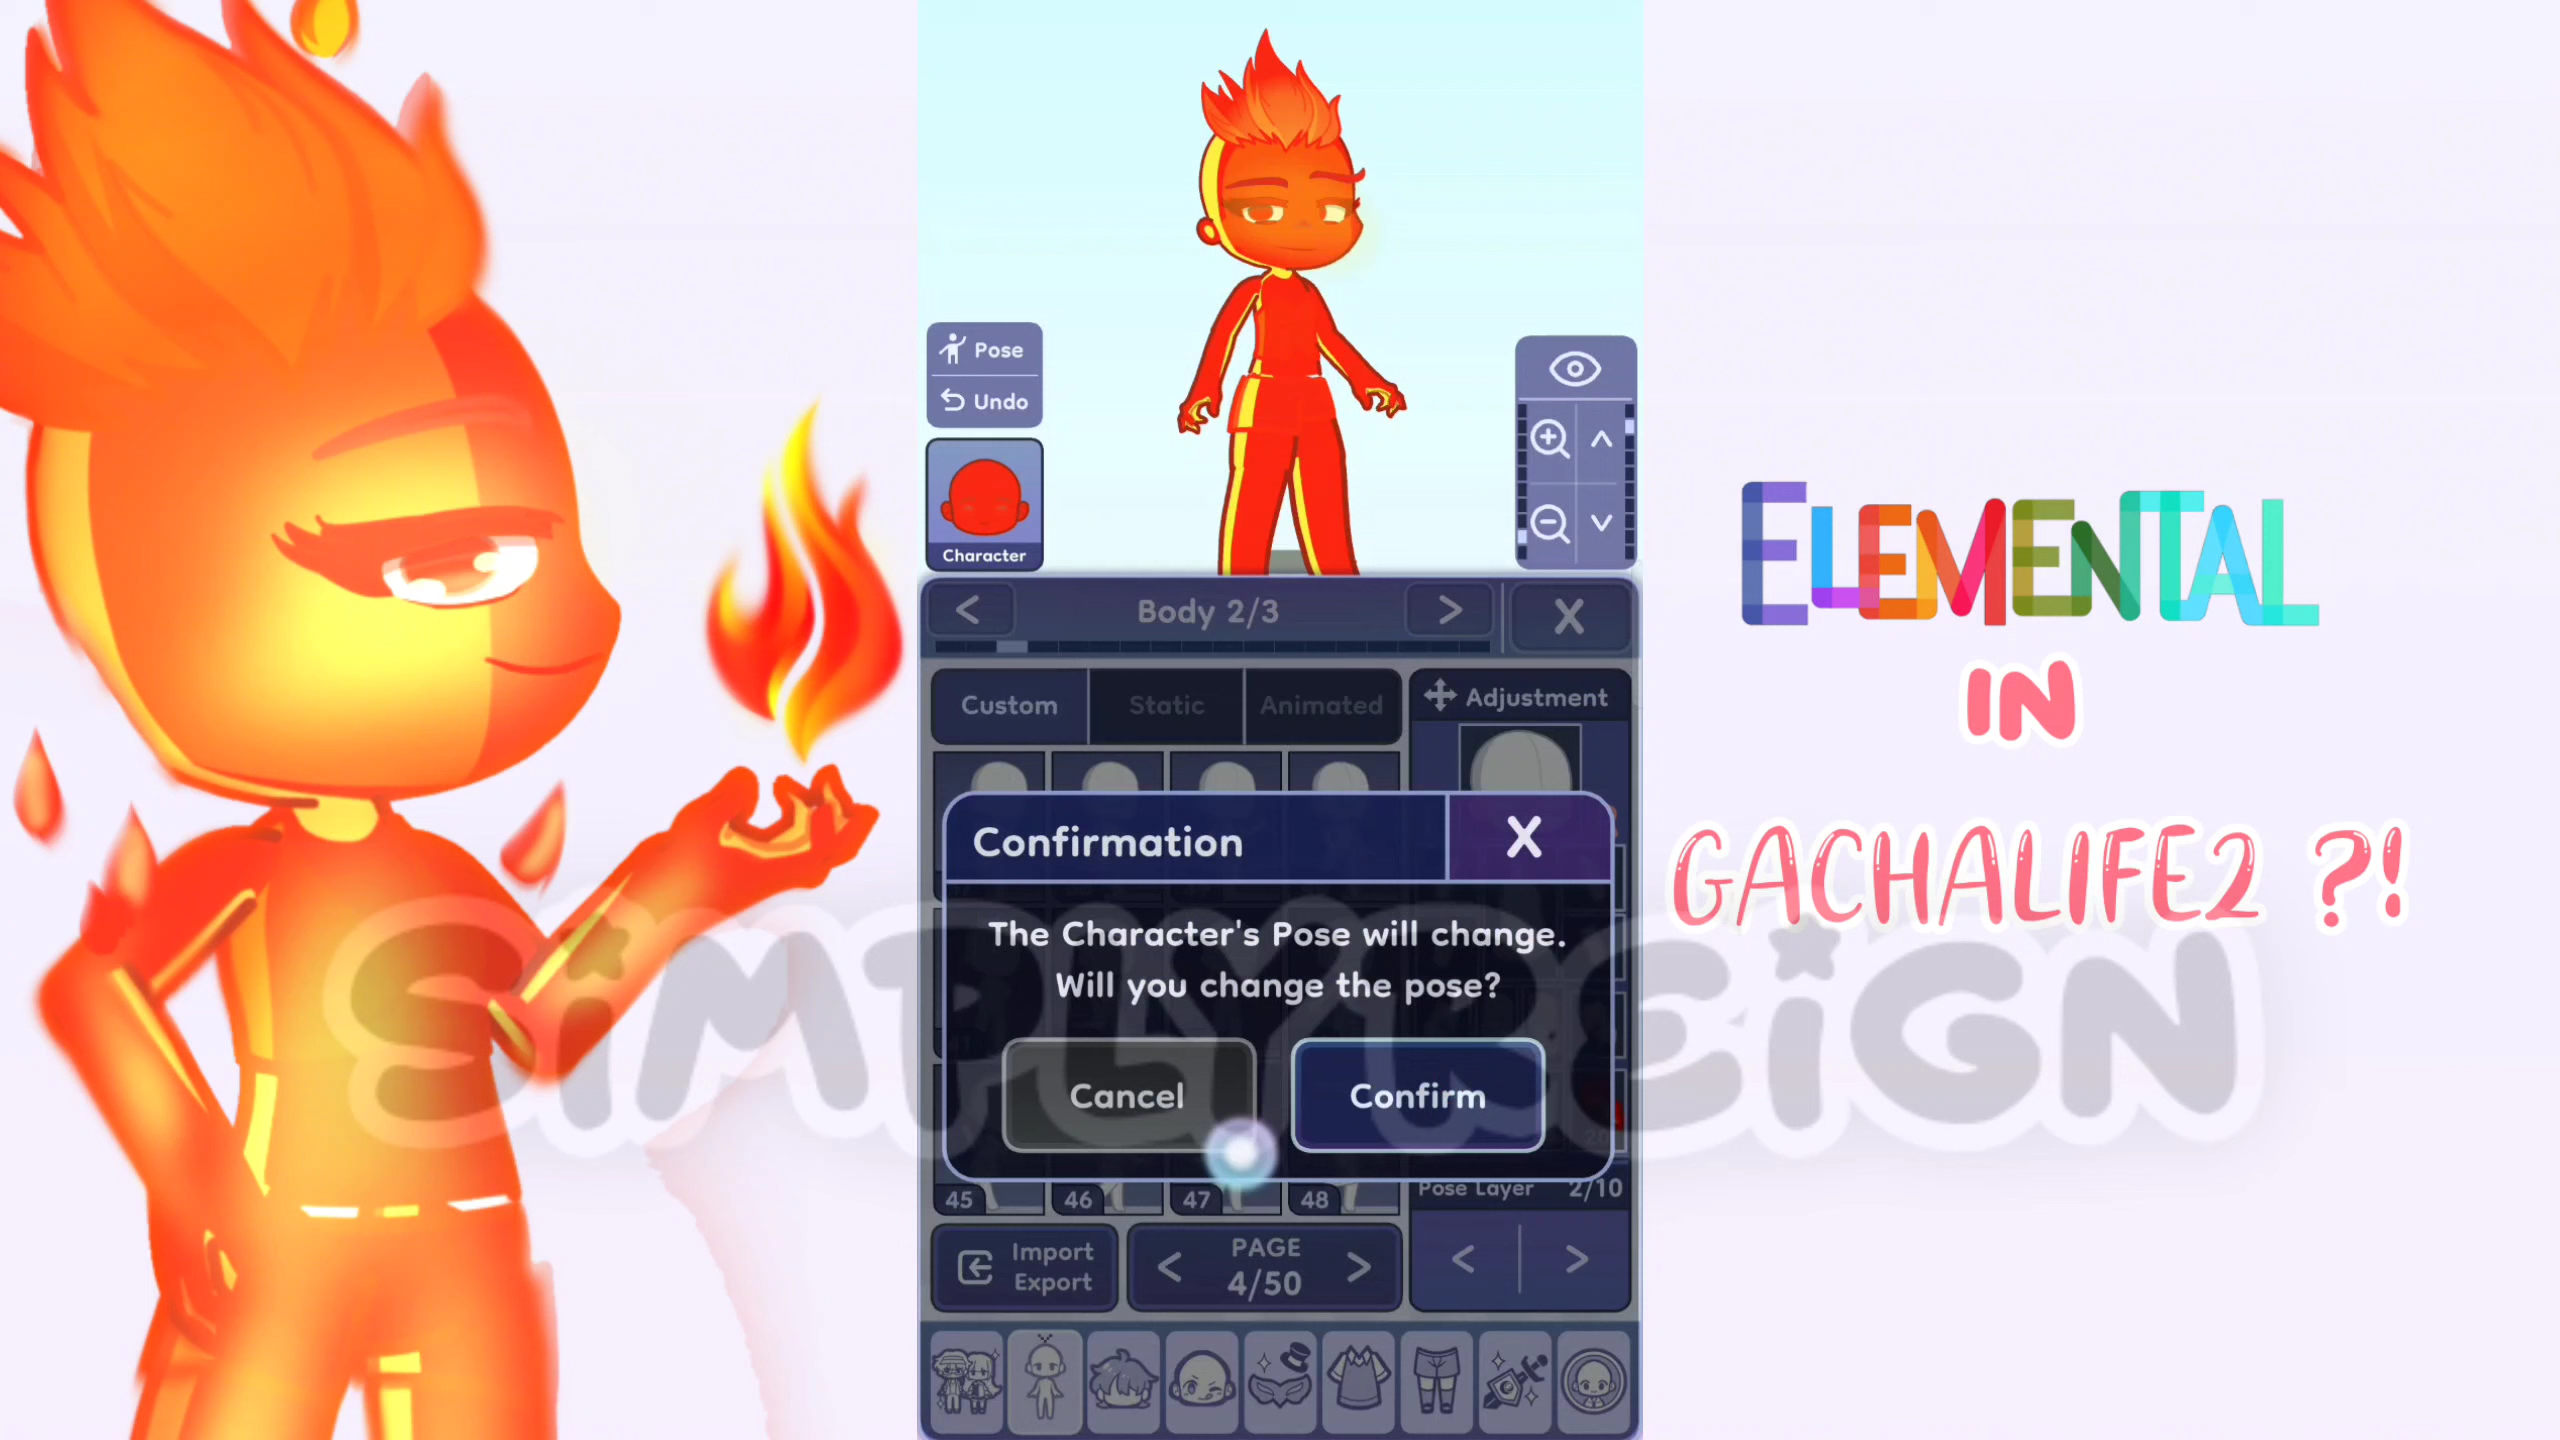 Pose
Undo
Character
Body 2/3
X
Custom
Static
Animated
Adjustment
Confirmation
X
The Character's Pose will change.
Will you change the pose?
Cancel
Confirm
45
46
47
48
Pose Layer 2/10
Import
Export
PAGE
4/50
ELEMENTAL
IN
GACHALIFE2 ?!
SiMPLYREiGN